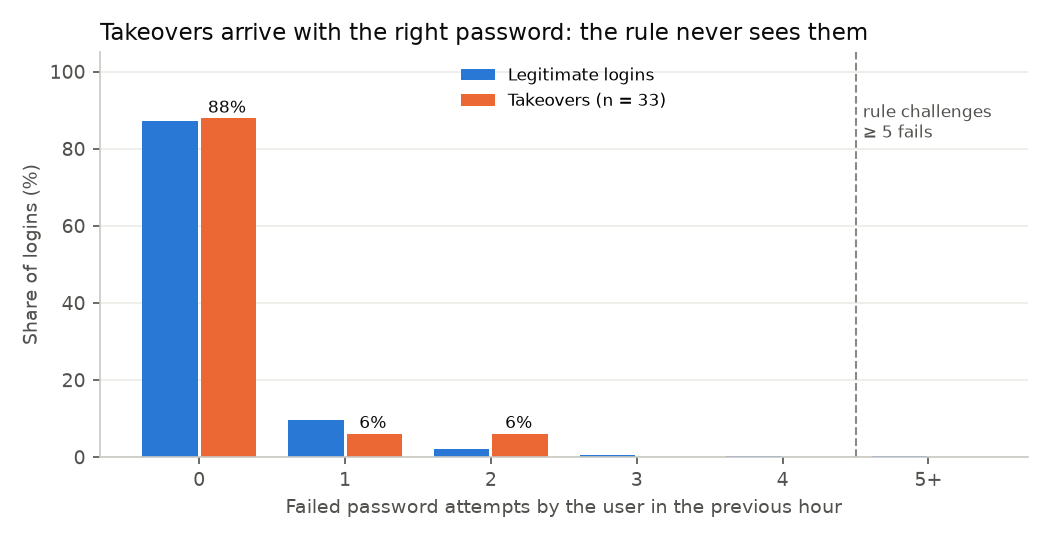 Takeovers arrive with the right password: the rule never sees them
Legitimate logins
Takeovers (n = 33)
rule challenges
≥ 5 fails
Share of logins (%)
100
80
60
40
20
0
88%
6%
6%
0
1
2
3
4
5+
Failed password attempts by the user in the previous hour